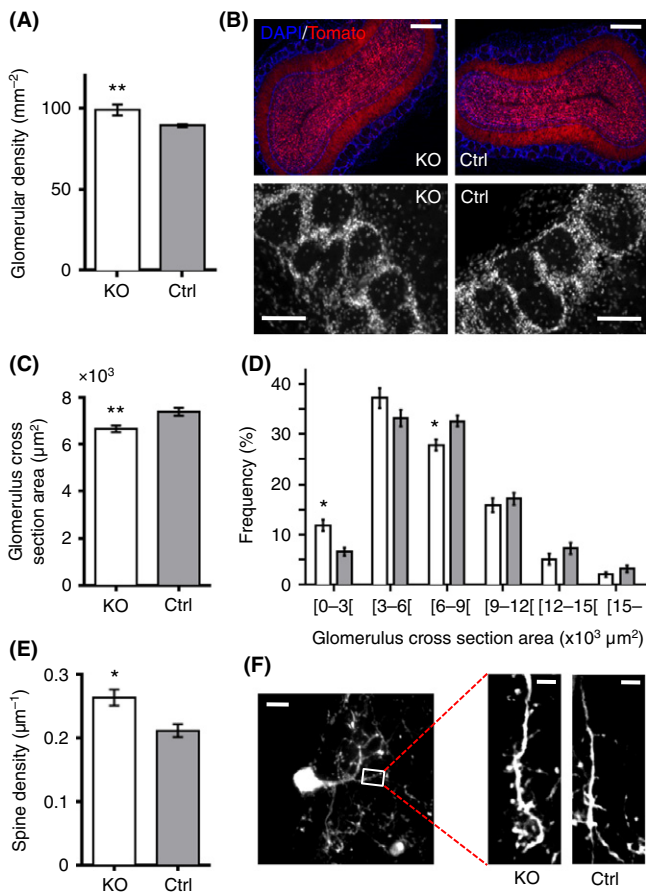 (A)
Glomerular density (mm⁻²)
100
50
0
**
KO
Ctrl
(B)
DAPI/Tomato
KO
Ctrl
KO
Ctrl
(C)
×10³
Glomerulus cross
section area (µm²)
8
6
4
2
0
**
KO
Ctrl
(D)
Frequency (%)
40
30
20
10
0
*
*
[0–3[ [3–6[ [6–9[ [9–12[ [12–15[ [15–
Glomerulus cross section area (x10³ µm²)
(E)
Spine density (µm⁻¹)
0.3
0.2
0.1
0
*
KO
Ctrl
(F)
KO
Ctrl